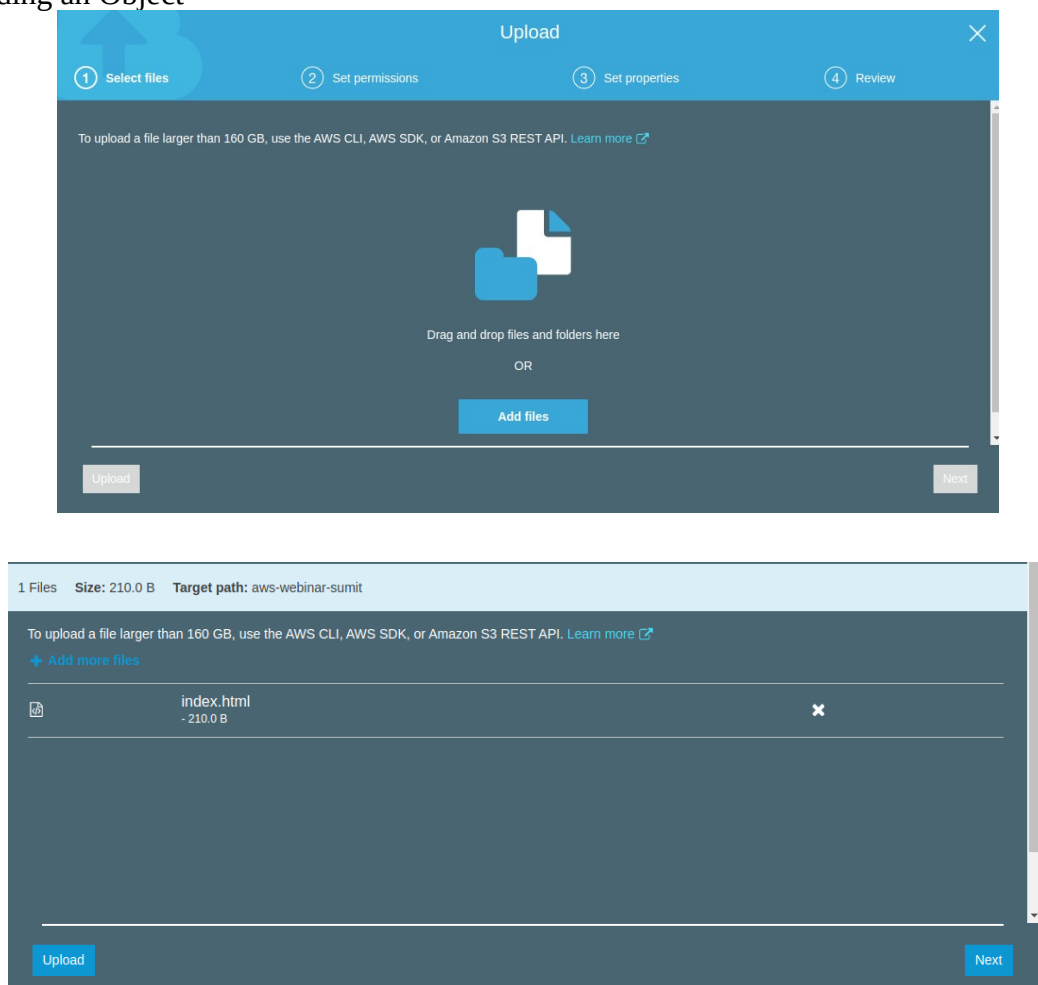 ding an Object
Upload
1 Select files 2 Set permissions 3 Set properties 4 Review
To upload a file larger than 160 GB, use the AWS CLI, AWS SDK, or Amazon S3 REST API. Learn more
Drag and drop files and folders here
OR
Add files
Upload Next
1 Files Size: 210.0 B Target path: aws-webinar-sumit
To upload a file larger than 160 GB, use the AWS CLI, AWS SDK, or Amazon S3 REST API. Learn more
+ Add more files
index.html
- 210.0 B
Upload Next